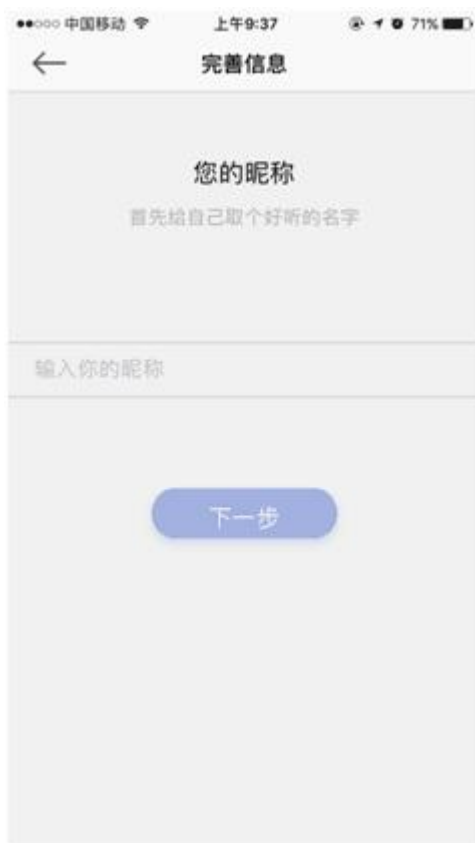 中国移动 上午9:37 71%
完善信息
您的昵称
首先给自己取个好听的名字
输入你的昵称
下一步